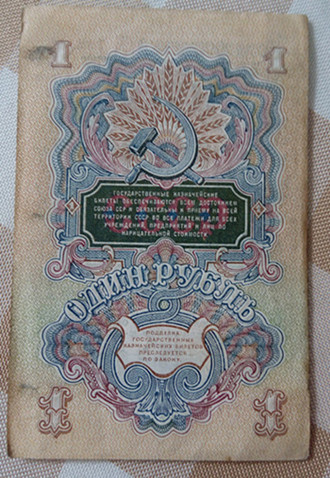 1 1
ГОСУДАРСТВЕННЫЕ КАЗНАЧЕЙСКИЕ
БИЛЕТЫ ОБЕСПЕЧИВАЮТСЯ ВСЕМ ДОСТОЯНИЕМ
СОЮЗА ССР И ОБЯЗАТЕЛЬНЫ К ПРИЕМУ НА ВСЕЙ
ТЕРРИТОРИИ СССР ВО ВСЕ ПЛАТЕЖИ ДЛЯ ВСЕХ
УЧРЕЖДЕНИЙ, ПРЕДПРИЯТИЙ И ЛИЦ ПО
НАРИЦАТЕЛЬНОЙ СТОИМОСТИ
ОДИН РУБЛЬ
ПОДДЕЛКА
ГОСУДАРСТВЕННЫХ
КАЗНАЧЕЙСКИХ БИЛЕТОВ
ПРЕСЛЕДУЕТСЯ
ПО ЗАКОНУ.
1 1